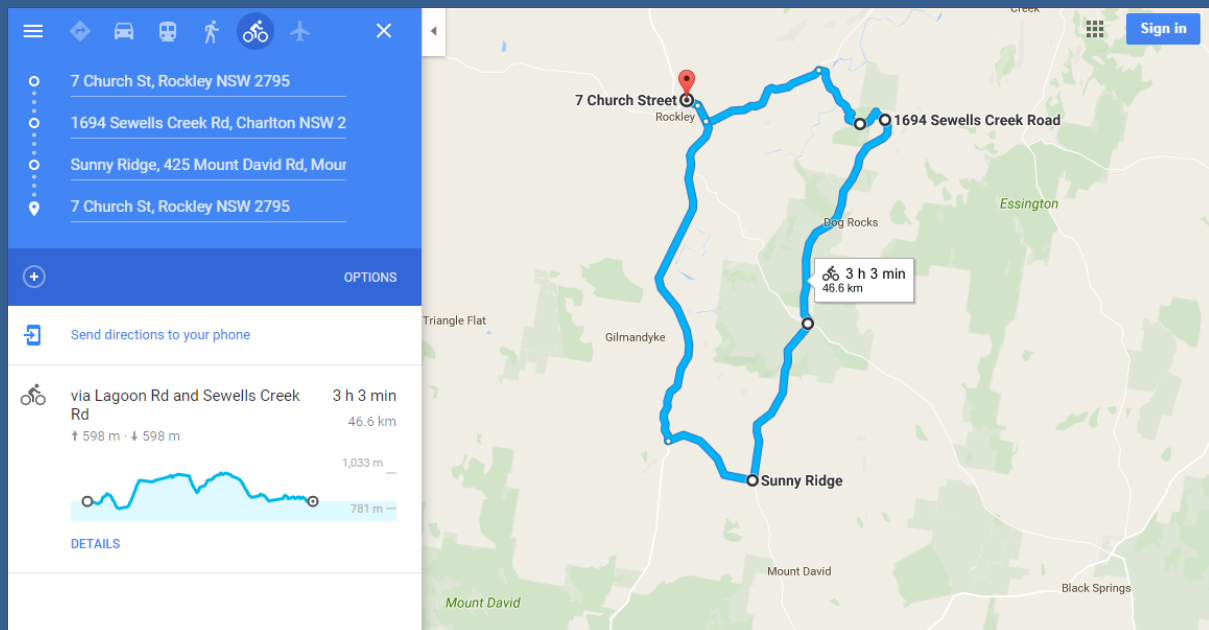 7 Church St, Rockley NSW 2795
1694 Sewells Creek Rd, Charlton NSW 2
Sunny Ridge, 425 Mount David Rd, Mour
7 Church St, Rockley NSW 2795
OPTIONS
Send directions to your phone
via Lagoon Rd and Sewells Creek
Rd
3 h 3 min
46.6 km
598 m · 598 m
1,033 m
781 m
DETAILS
Creek
Sign in
7 Church Street
Rockley
1694 Sewells Creek Road
Essington
Dog Rocks
3 h 3 min
46.6 km
Triangle Flat
Gilmandyke
Sunny Ridge
Mount David
Black Springs
Mount David